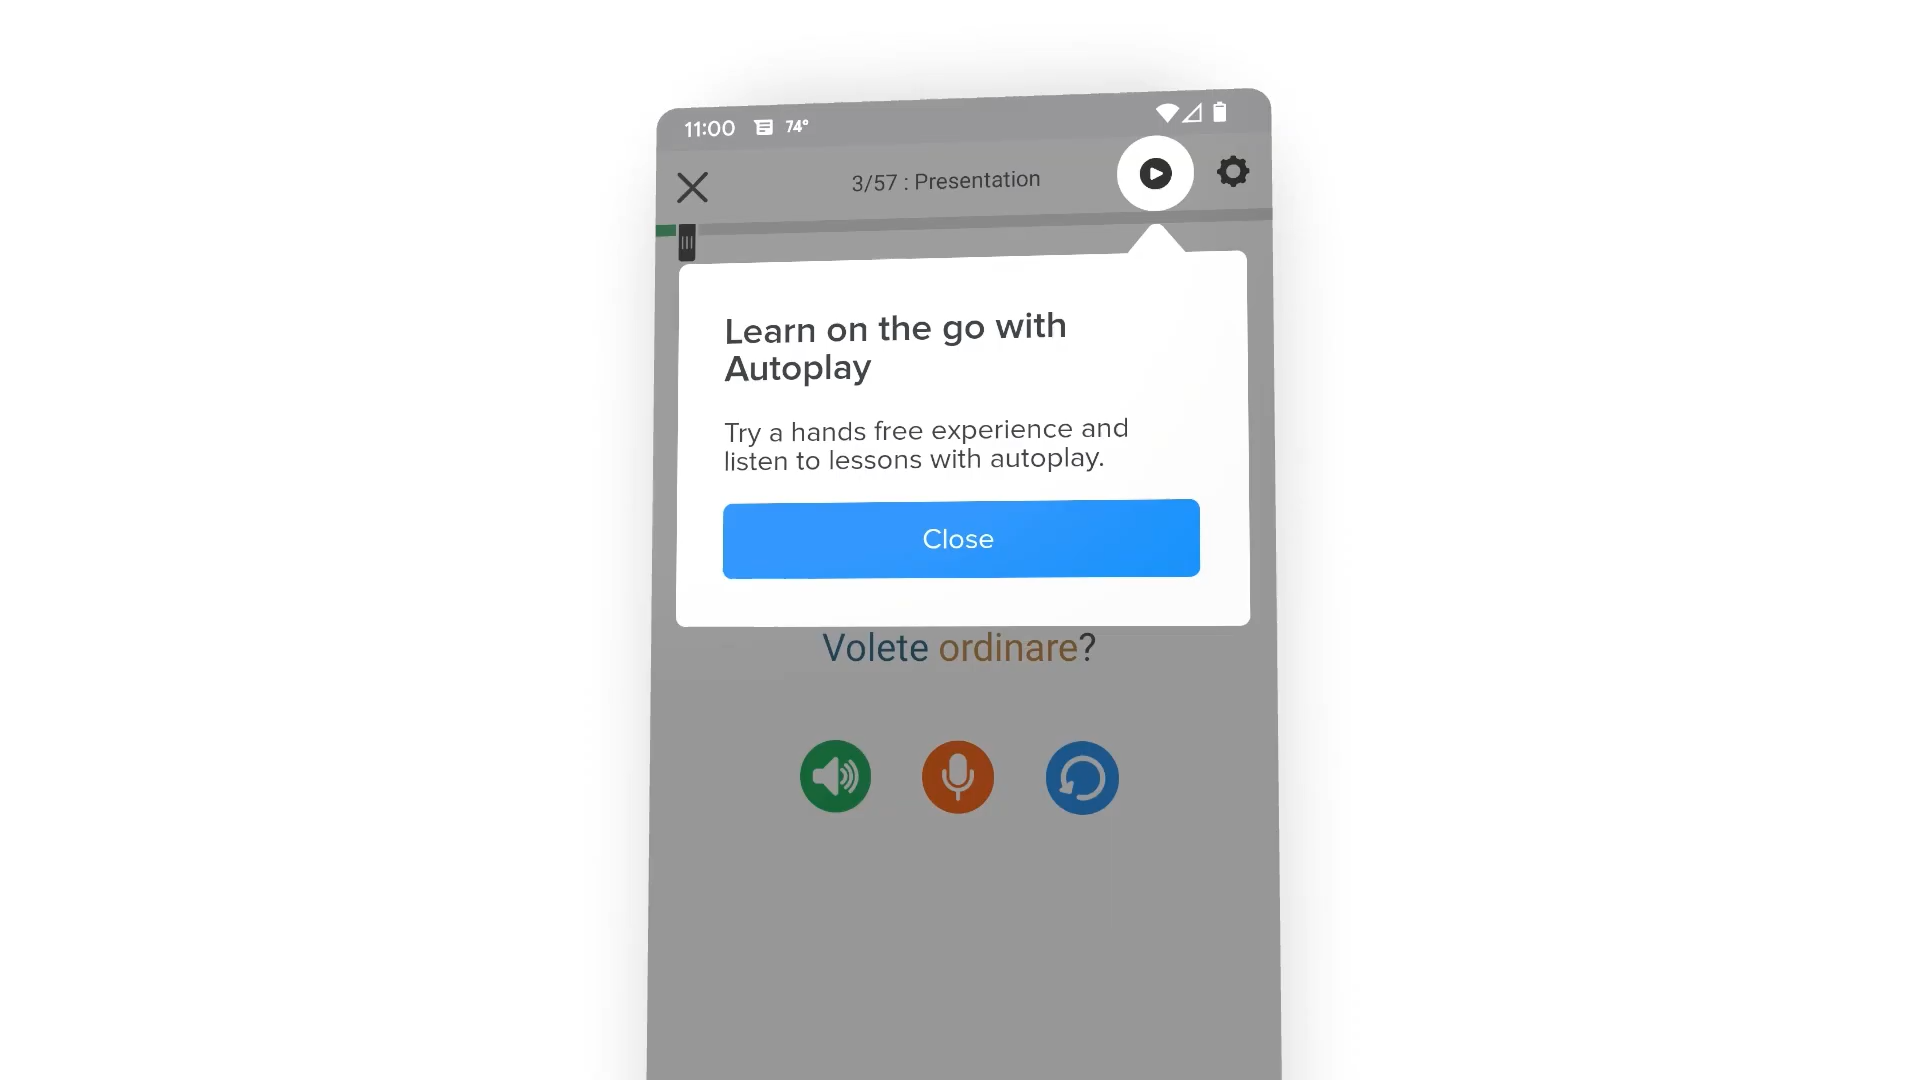 11:00 74°
3/57 : Presentation
Learn on the go with
Autoplay
Try a hands free experience and
listen to lessons with autoplay.
Close
Volete ordinare?